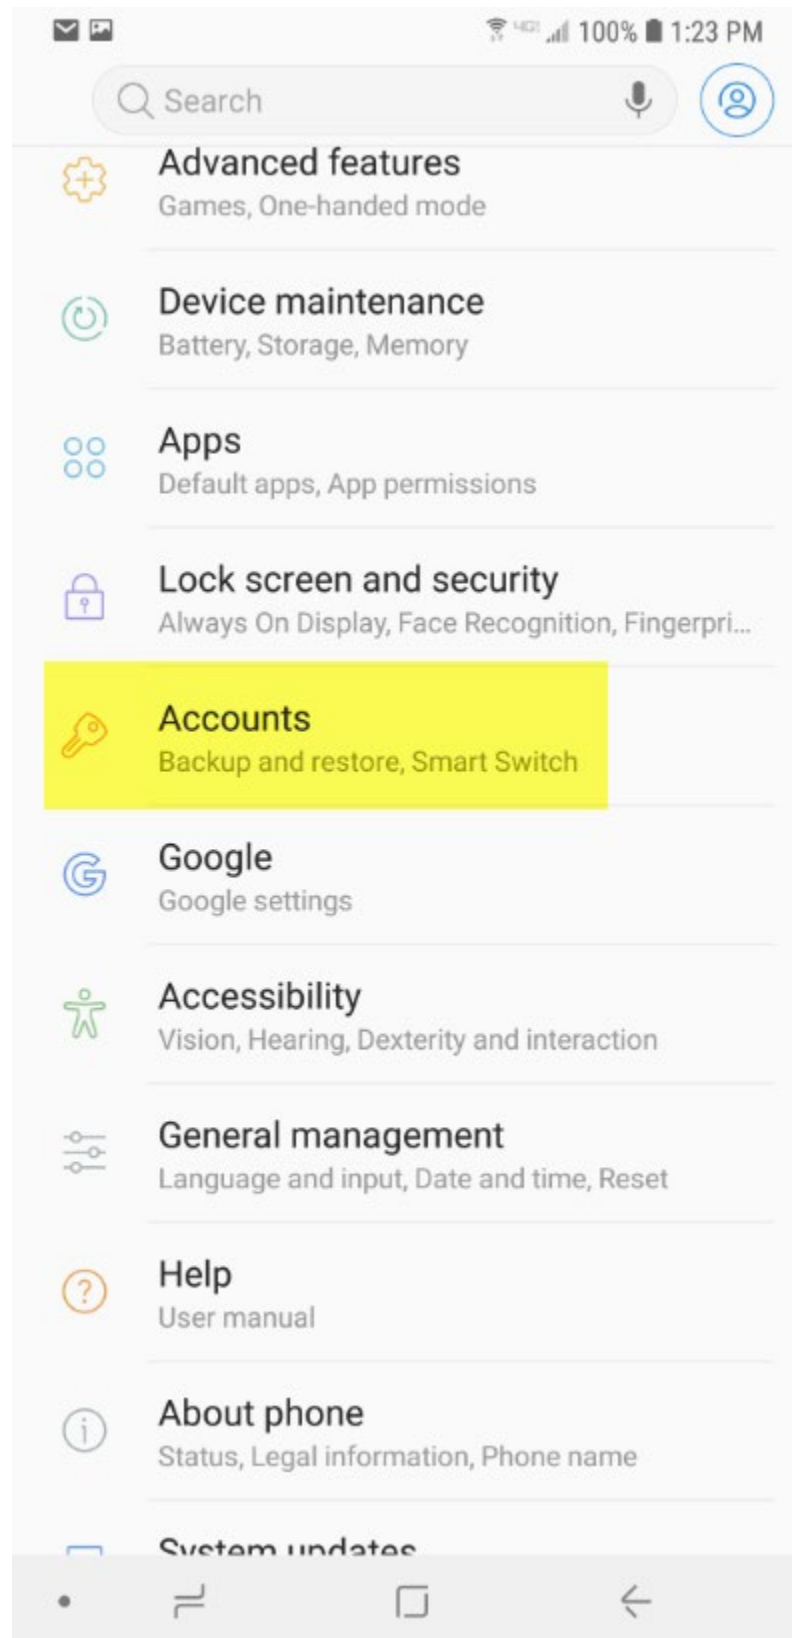 100% 1:23 PM
Search
Advanced features
Games, One-handed mode
Device maintenance
Battery, Storage, Memory
Apps
Default apps, App permissions
Lock screen and security
Always On Display, Face Recognition, Fingerpri...
Accounts
Backup and restore, Smart Switch
Google
Google settings
Accessibility
Vision, Hearing, Dexterity and interaction
General management
Language and input, Date and time, Reset
Help
User manual
About phone
Status, Legal information, Phone name
System updates